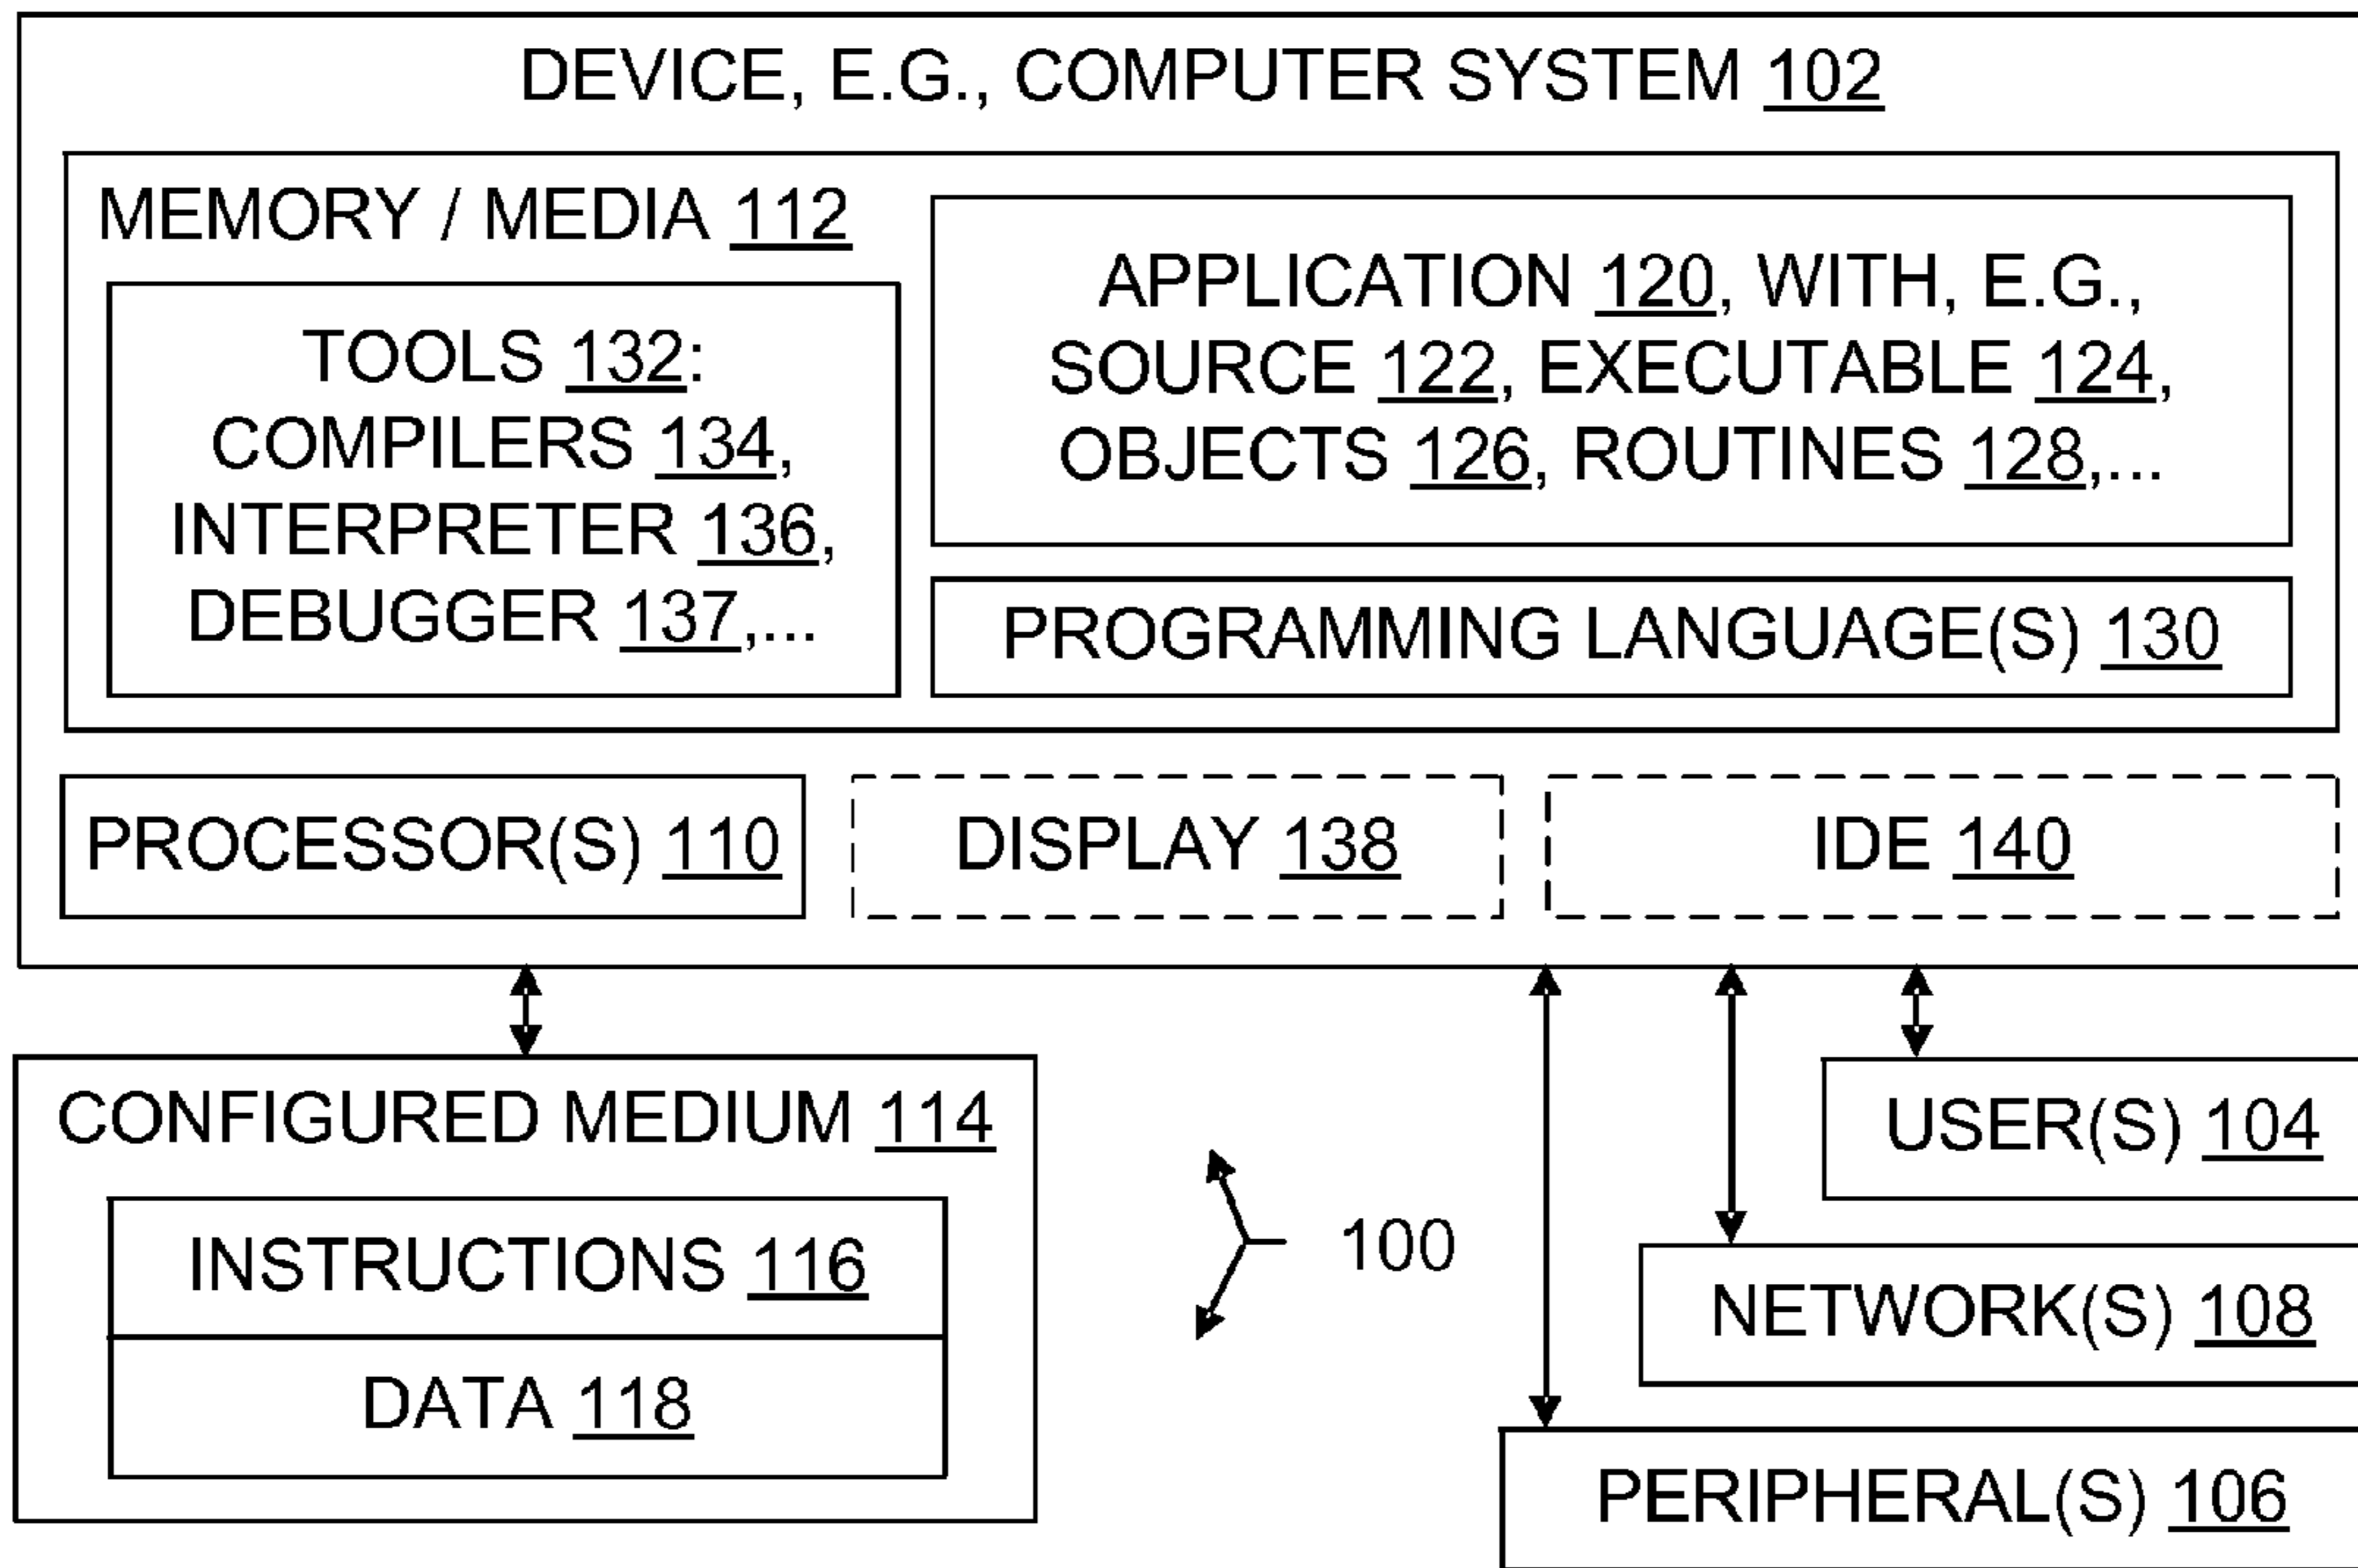 DEVICE, E.G., COMPUTER SYSTEM 102
MEMORY / MEDIA 112
TOOLS 132:
COMPILERS 134,
INTERPRETER 136,
DEBUGGER 137,...
APPLICATION 120, WITH, E.G.,
SOURCE 122, EXECUTABLE 124,
OBJECTS 126, ROUTINES 128,...
PROGRAMMING LANGUAGE(S) 130
PROCESSOR(S) 110
DISPLAY 138
IDE 140
CONFIGURED MEDIUM 114
INSTRUCTIONS 116
DATA 118
100
USER(S) 104
NETWORK(S) 108
PERIPHERAL(S) 106